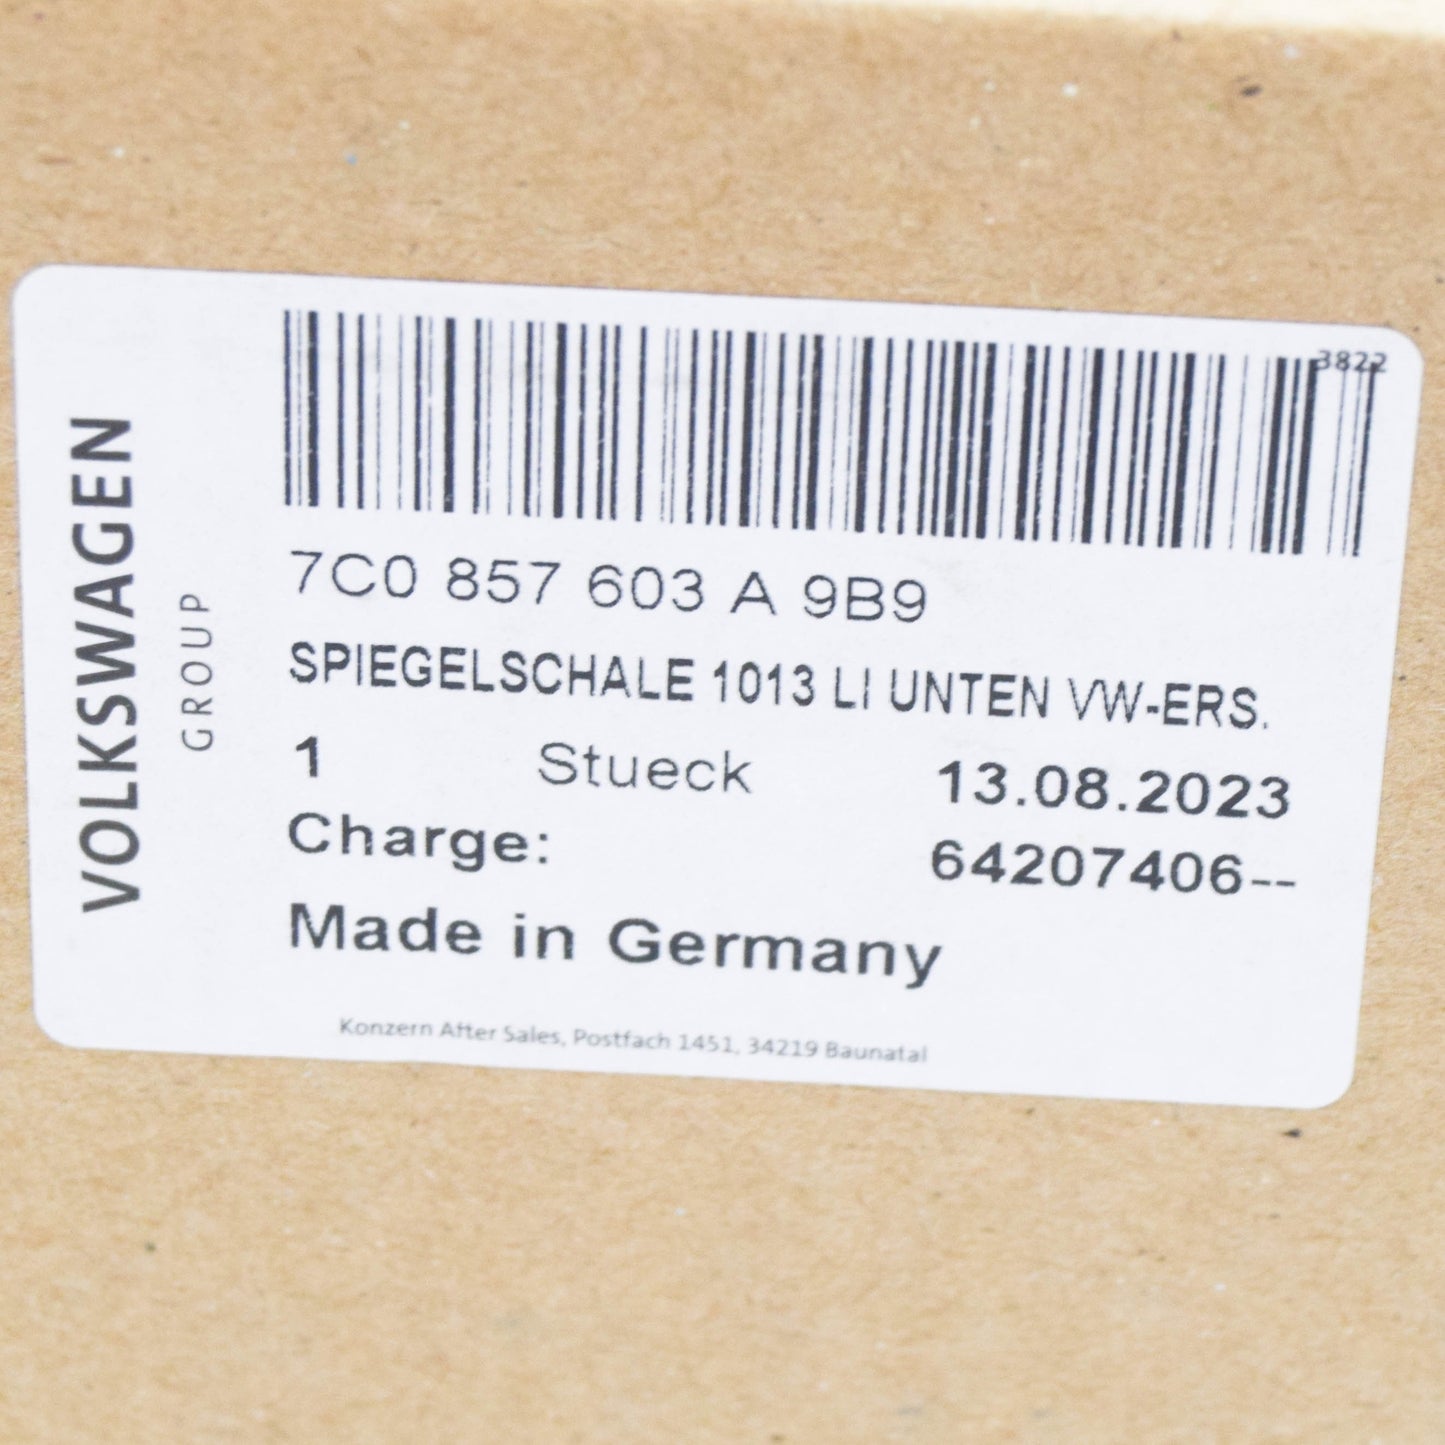 VOLKSWAGEN
GROUP
3822
7C0 857 603 A 9B9
SPIEGELSCHALE 1013 LI UNTEN VW-ERS.
1 Stueck 13.08.2023
Charge: 64207406--
Made in Germany
Konzern After Sales, Postfach 1451, 34219 Baunatal